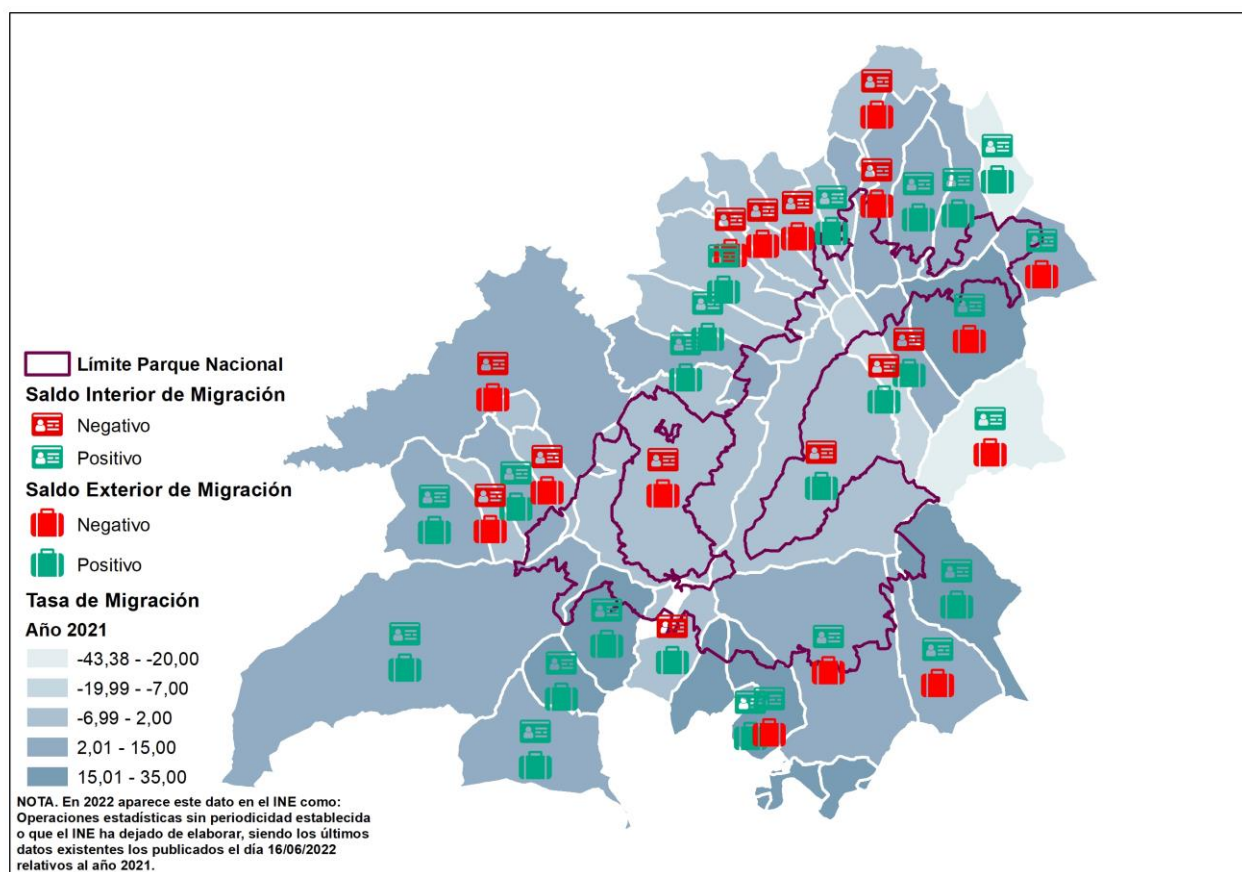 Límite Parque Nacional
Saldo Interior de Migración
Negativo
Positivo
Saldo Exterior de Migración
Negativo
Positivo
Tasa de Migración
Año 2021
-43,38 - -20,00
-19,99 - -7,00
-6,99 - 2,00
2,01 - 15,00
15,01 - 35,00
NOTA. En 2022 aparece este dato en el INE como:
Operaciones estadísticas sin periodicidad establecida
o que el INE ha dejado de elaborar, siendo los últimos
datos existentes los publicados el día 16/06/2022
relativos al año 2021.